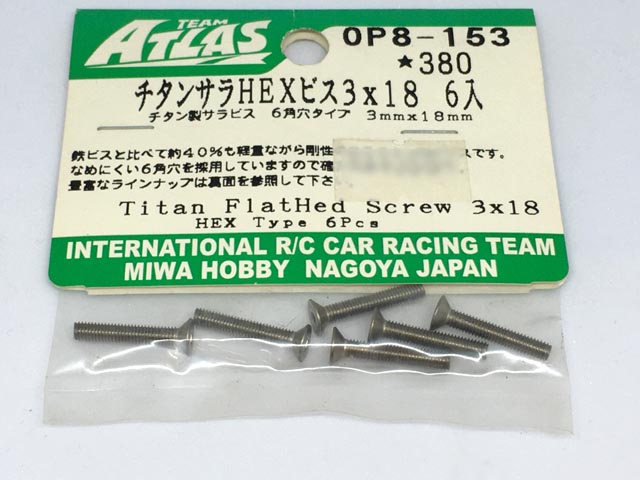 TEAM
ATLAS
OP8-153
★380
チタンサラHEXビス3x18 6入
チタン製サラビス 6角穴タイプ 3mmx18mm
鉄ビスと比べて約40%も軽量ながら剛性 スです。
なめにくい6角穴を採用していますので確
豊富なラインナップは裏面を参照して下さ
Titan FlatHed Screw 3x18
HEX Type 6Pcs
INTERNATIONAL R/C CAR RACING TEAM
MIWA HOBBY NAGOYA JAPAN